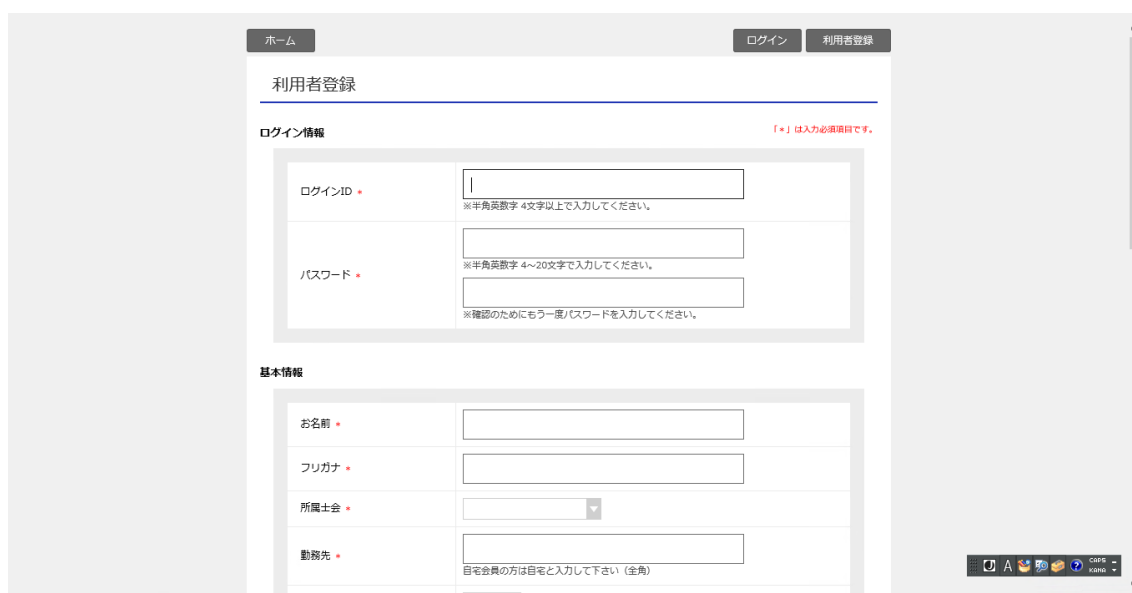 ホーム
ログイン
利用者登録
利用者登録
ログイン情報
「*」は入力必須項目です。
ログインID *
※半角英数字 4文字以上で入力してください。
パスワード *
※半角英数字 4～20文字で入力してください。
※確認のためにもう一度パスワードを入力してください。
基本情報
お名前 *
フリガナ *
所属士会 *
勤務先 *
自宅会員の方は自宅と入力して下さい（全角）
A
CAPS
KANA